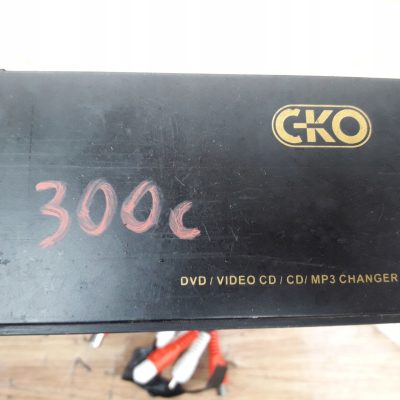 CKO
300c
DVD / VIDEO CD / CD/ MP3 CHANGER